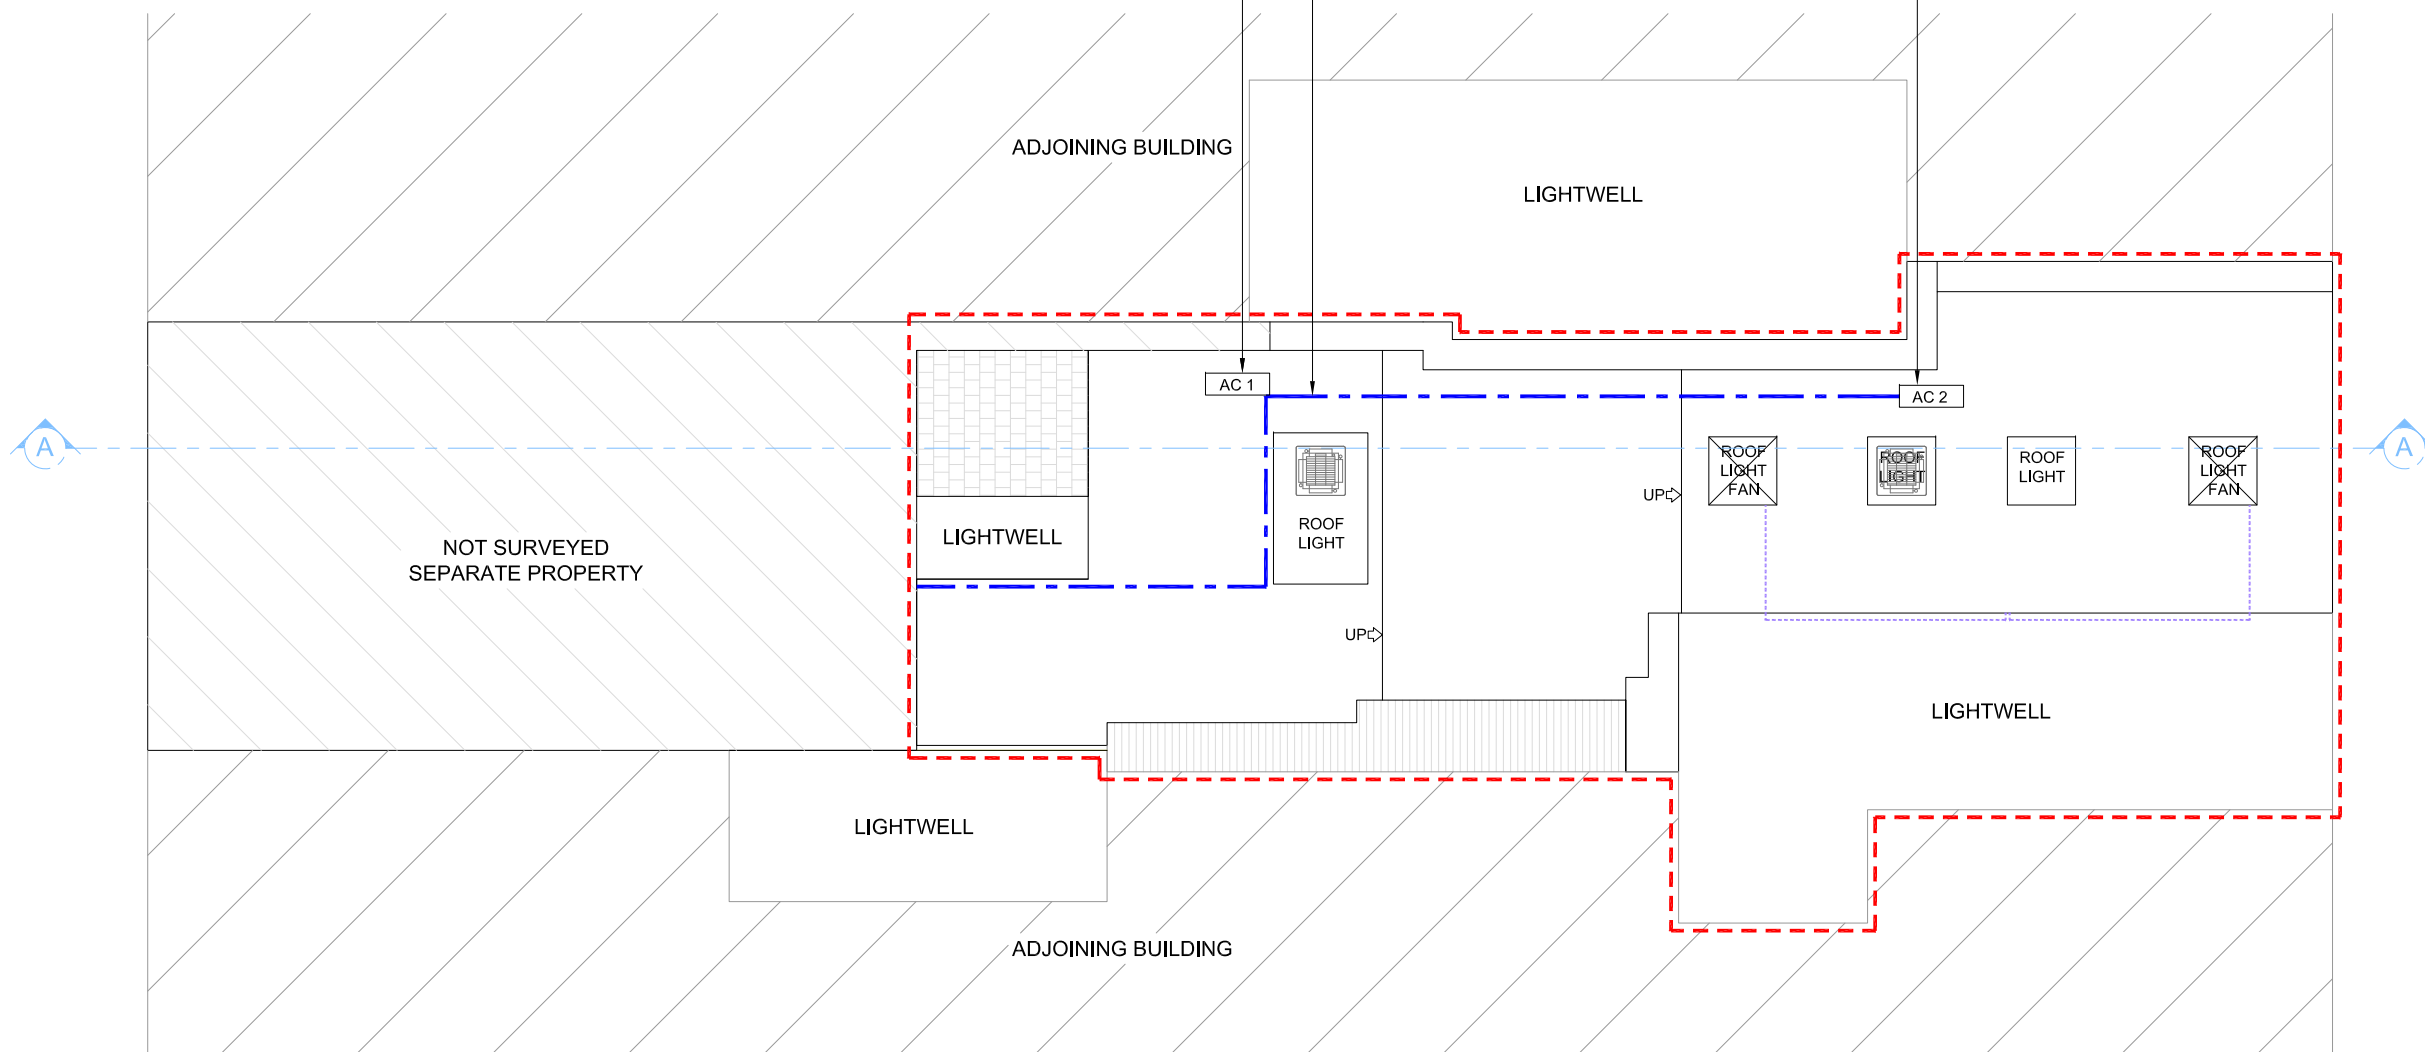 ADJOINING BUILDING
LIGHTWELL
AC 1
AC 2
A
A
ROOF
LIGHT
FAN
ROOF
LIGHT
ROOF
LIGHT
ROOF
LIGHT
FAN
UP
ROOF
LIGHT
LIGHTWELL
NOT SURVEYED
SEPARATE PROPERTY
UP
LIGHTWELL
LIGHTWELL
ADJOINING BUILDING